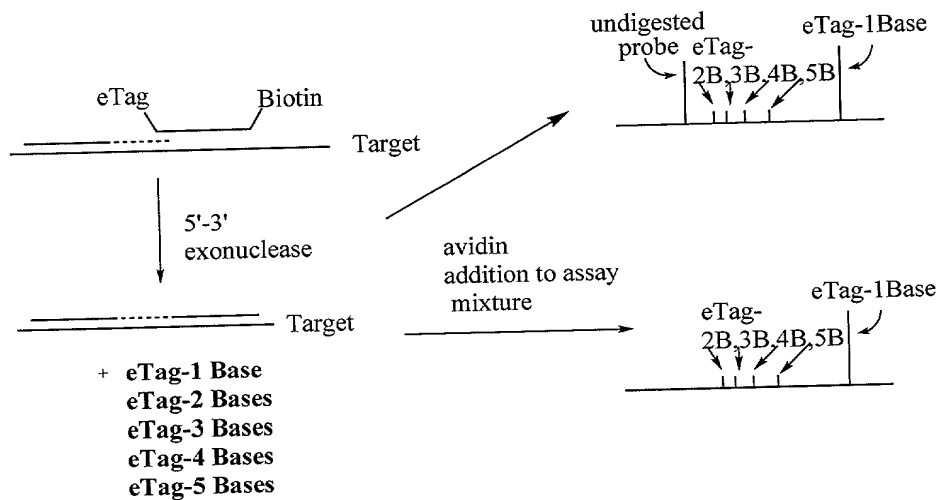 eTag
Biotin
Target
5'-3'
exonuclease
Target
+ eTag-1 Base
eTag-2 Bases
eTag-3 Bases
eTag-4 Bases
eTag-5 Bases
undigested
probe
eTag-
2B,3B,4B,5B
eTag-1Base
avidin
addition to assay
mixture
eTag-
2B,3B,4B,5B
eTag-1Base